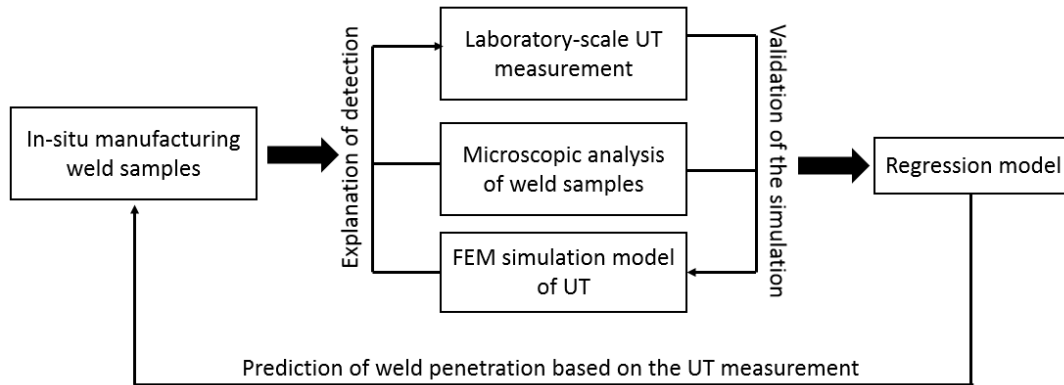 In-situ manufacturing
weld samples
Explanation of detection
Laboratory-scale UT
measurement
Microscopic analysis
of weld samples
FEM simulation model
of UT
Validation of the simulation
Regression model
Prediction of weld penetration based on the UT measurement